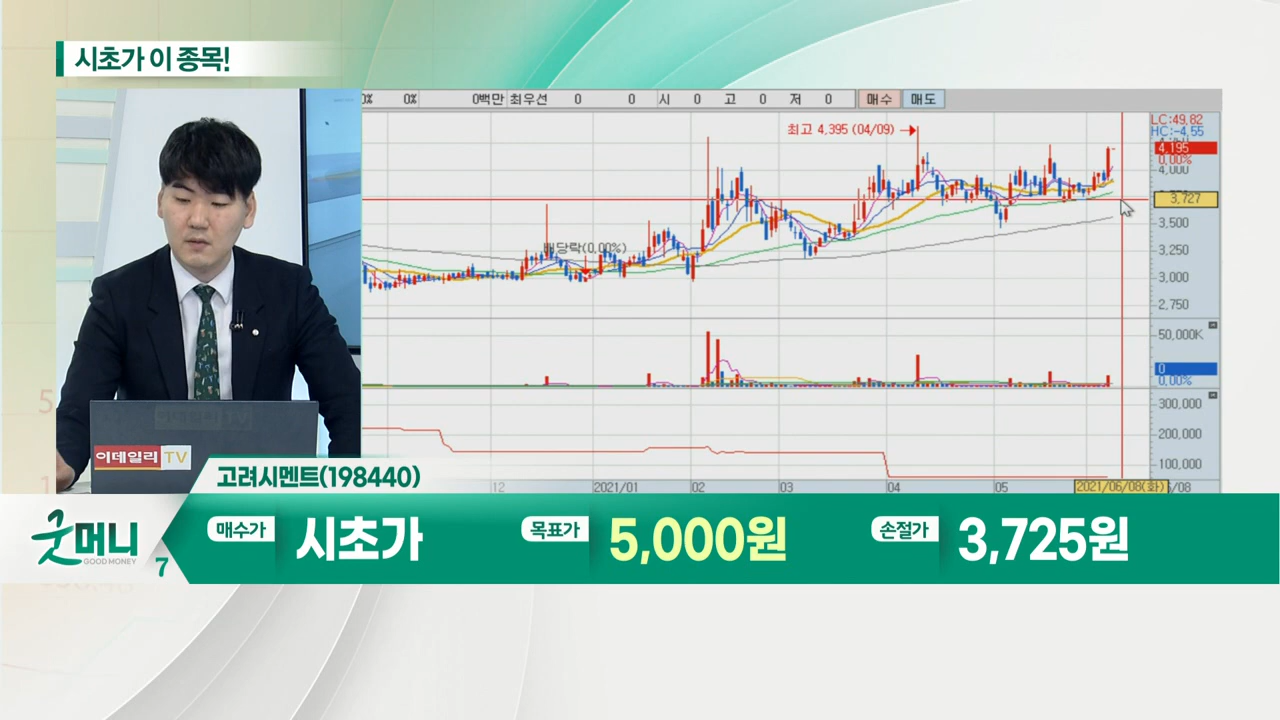 시초가 이 종목!
0% 0% 0백만 최우선 0 0 시 0 고 0 저 0 매수 매도
LC:49.82
HC:-4.55
최고 4,395 (04/09)
4,195
0.00%
4,000
3,727
3,500
배당락(0.00%)
3,250
3,000
2,750
50,000K
0
0.00%
300,000
200,000
100,000
12 2021/01 02 03 04 05 2021/06/08(화) /08
이데일리 TV
고려시멘트(198440)
굿머니
GOOD MONEY
7
매수가 시초가 목표가 5,000원 손절가 3,725원